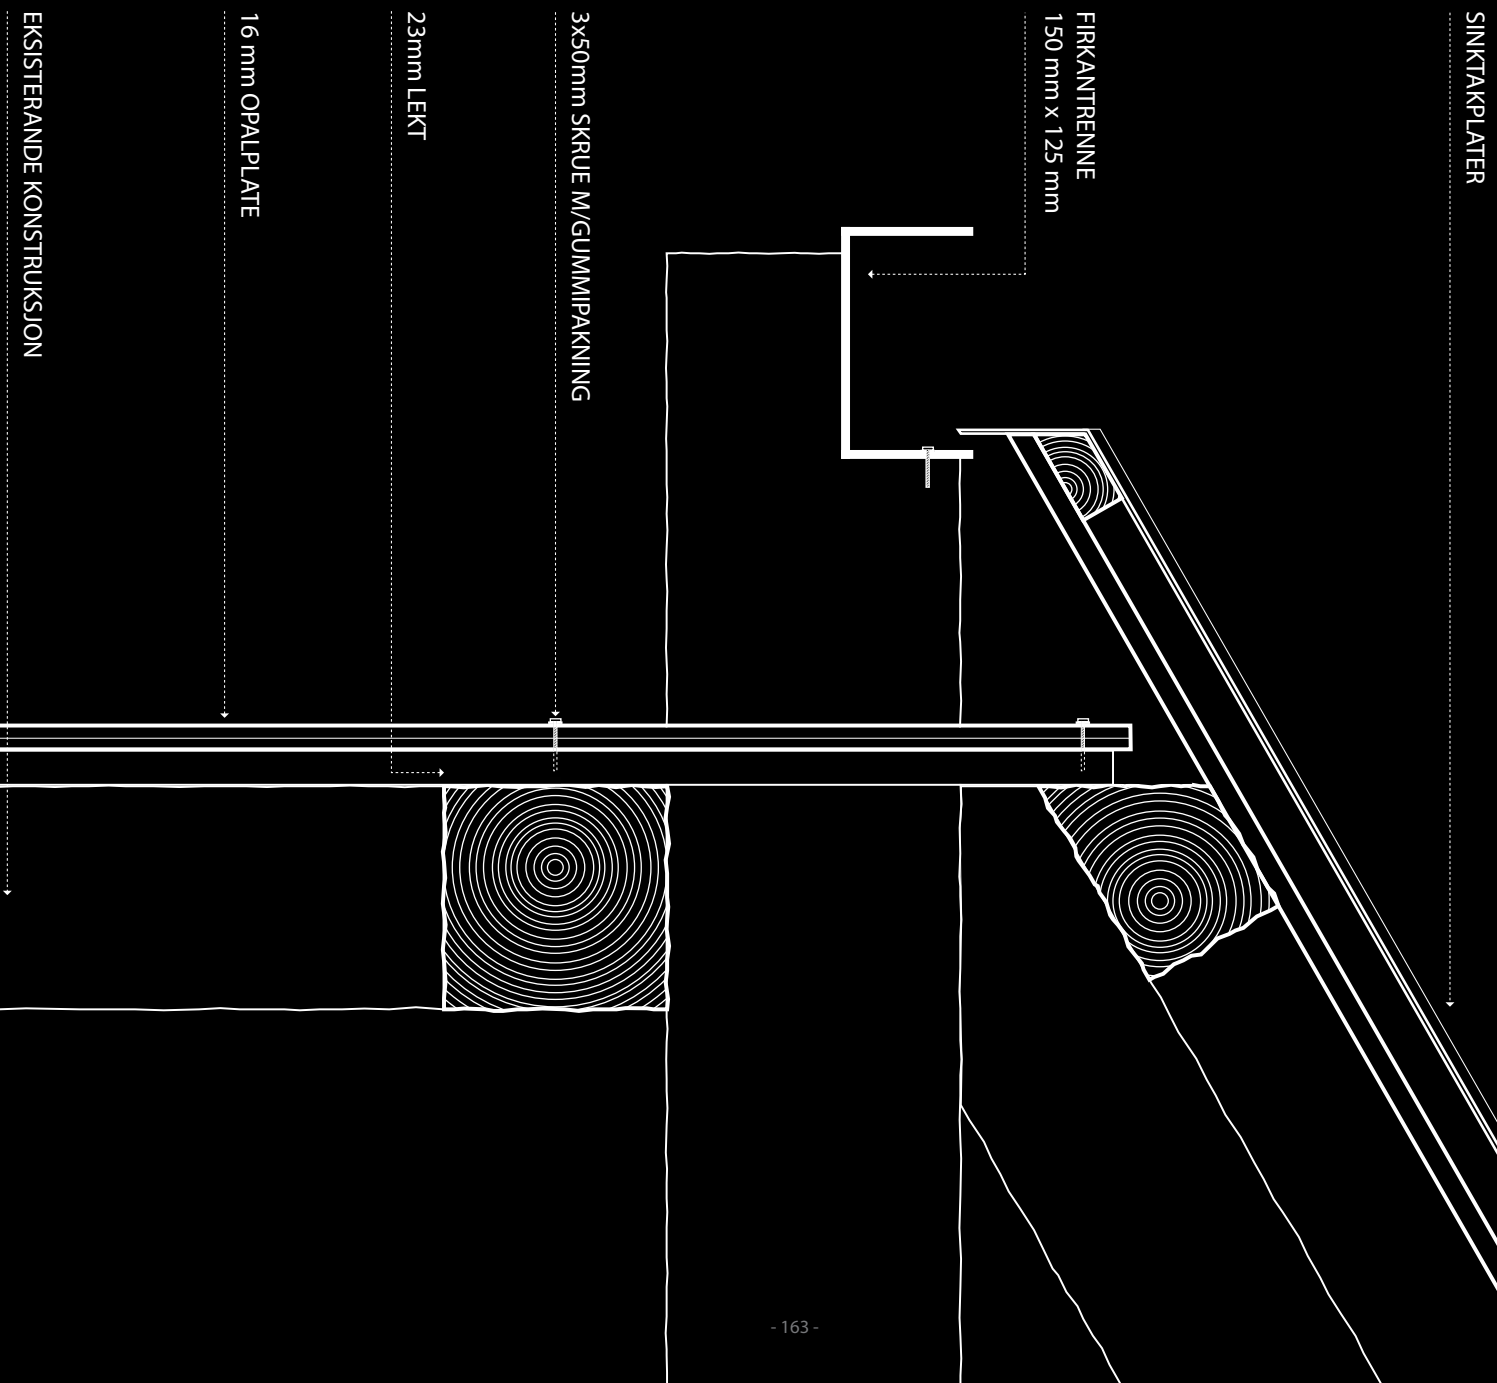 EKSISTERANDE KONSTRUKSJON
16 mm OPALPLATE
23mm LEKT
3x50mm SKRUE M/GUMMIPAKNING
FIRKANTRENNE
150 mm x 125 mm
SINKTAKPLATER
- 163 -